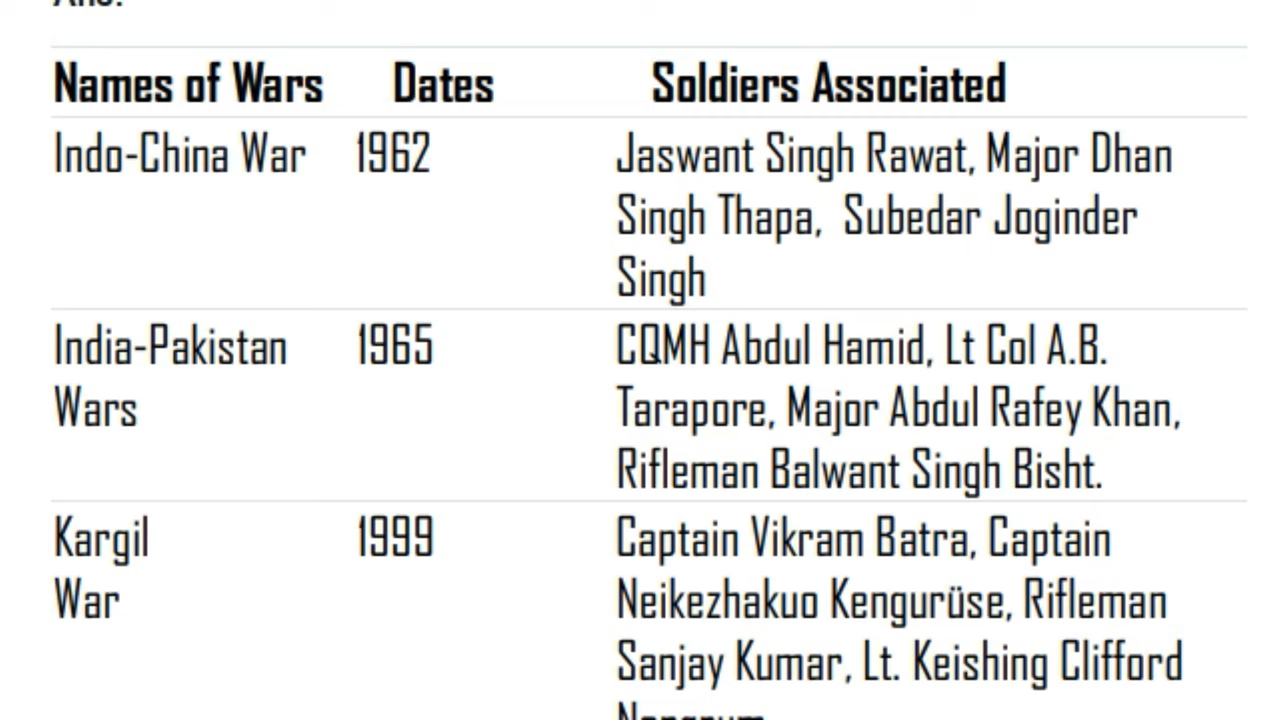 Ans:
Names of Wars Dates Soldiers Associated
Indo-China War 1962 Jaswant Singh Rawat, Major Dhan
Singh Thapa, Subedar Joginder
Singh
India-Pakistan 1965 CQMH Abdul Hamid, Lt Col A.B.
Wars Tarapore, Major Abdul Rafey Khan,
Rifleman Balwant Singh Bisht.
Kargil 1999 Captain Vikram Batra, Captain
War Neikezhakuo Kengurüse, Rifleman
Sanjay Kumar, Lt. Keishing Clifford